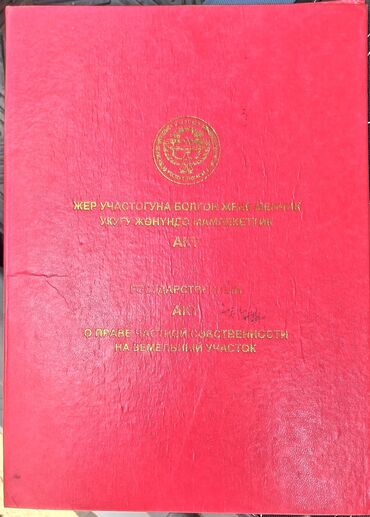 ЖЕР УЧАСТОГУНА БОЛГОН ЖЕКЕ МЕНЧИК
УКУГУ ЖӨНҮНДӨ МАМЛЕКЕТТИК
АКТ
ГОСУДАРСТВЕННЫЙ
АКТ
О ПРАВЕ ЧАСТНОЙ СОБСТВЕННОСТИ
НА ЗЕМЕЛЬНЫЙ УЧАСТОК